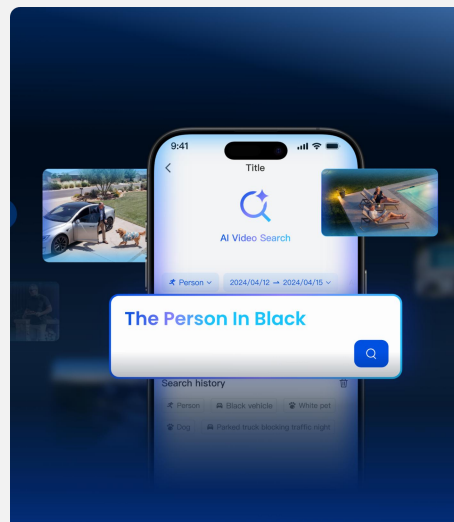 9:41
Title
AI Video Search
Person
2024/04/12 → 2024/04/15
The Person In Black
Search history
Person
Black vehicle
White pet
Dog
Parked truck blocking traffic night